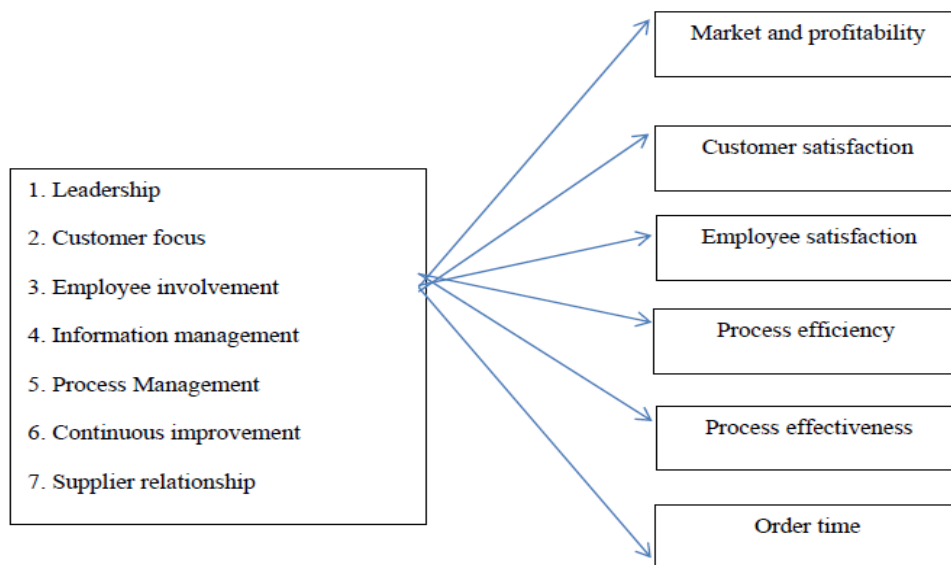 1. Leadership
2. Customer focus
3. Employee involvement
4. Information management
5. Process Management
6. Continuous improvement
7. Supplier relationship
Market and profitability
Customer satisfaction
Employee satisfaction
Process efficiency
Process effectiveness
Order time